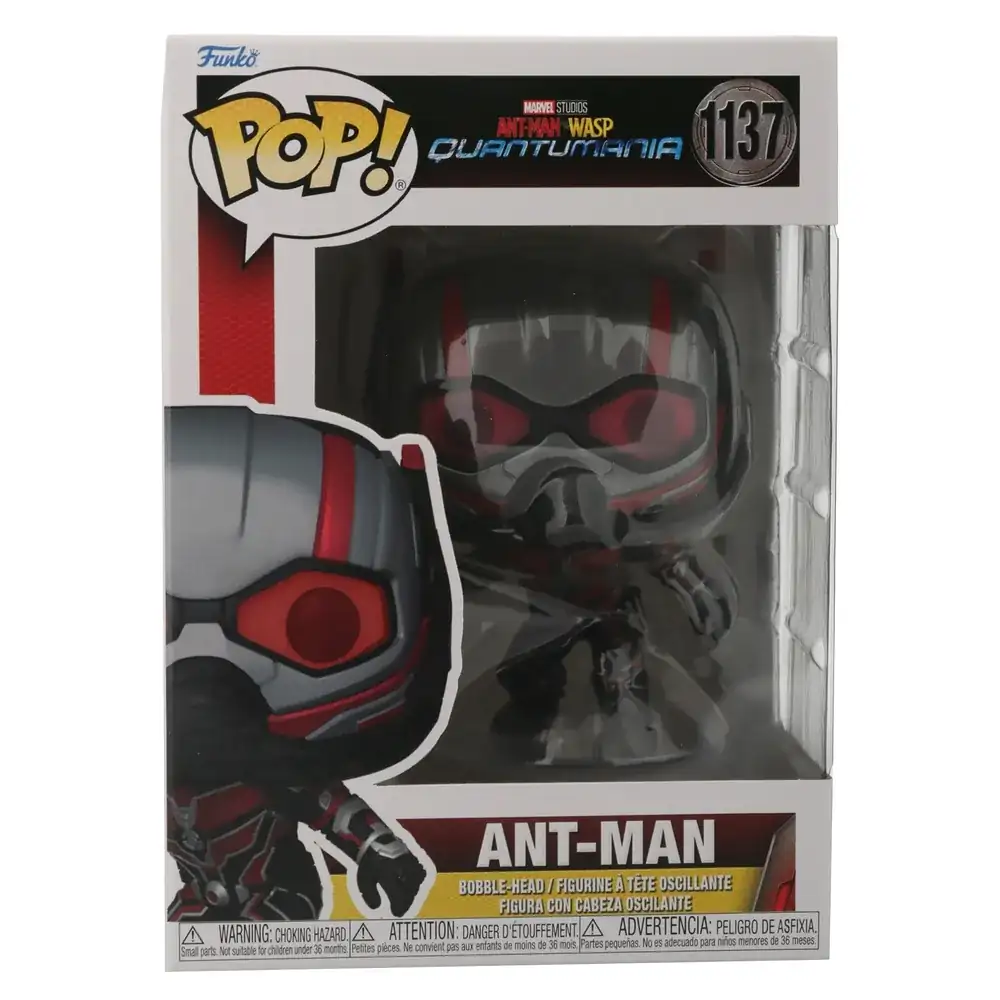 Funko
POP!®
MARVEL STUDIOS
ANT-MAN AND THE WASP
QUANTUMANIA
1137
ANT-MAN
BOBBLE-HEAD / FIGURINE À TÊTE OSCILLANTE
FIGURA CON CABEZA OSCILANTE
WARNING: CHOKING HAZARD.
Small parts. Not suitable for children under 36 months.
ATTENTION: DANGER D'ÉTOUFFEMENT.
Petites pièces. Ne convient pas aux enfants de moins de 36 mois.
ADVERTENCIA: PELIGRO DE ASFIXIA.
Partes pequeñas. No es adecuado para niños menores de 36 meses.